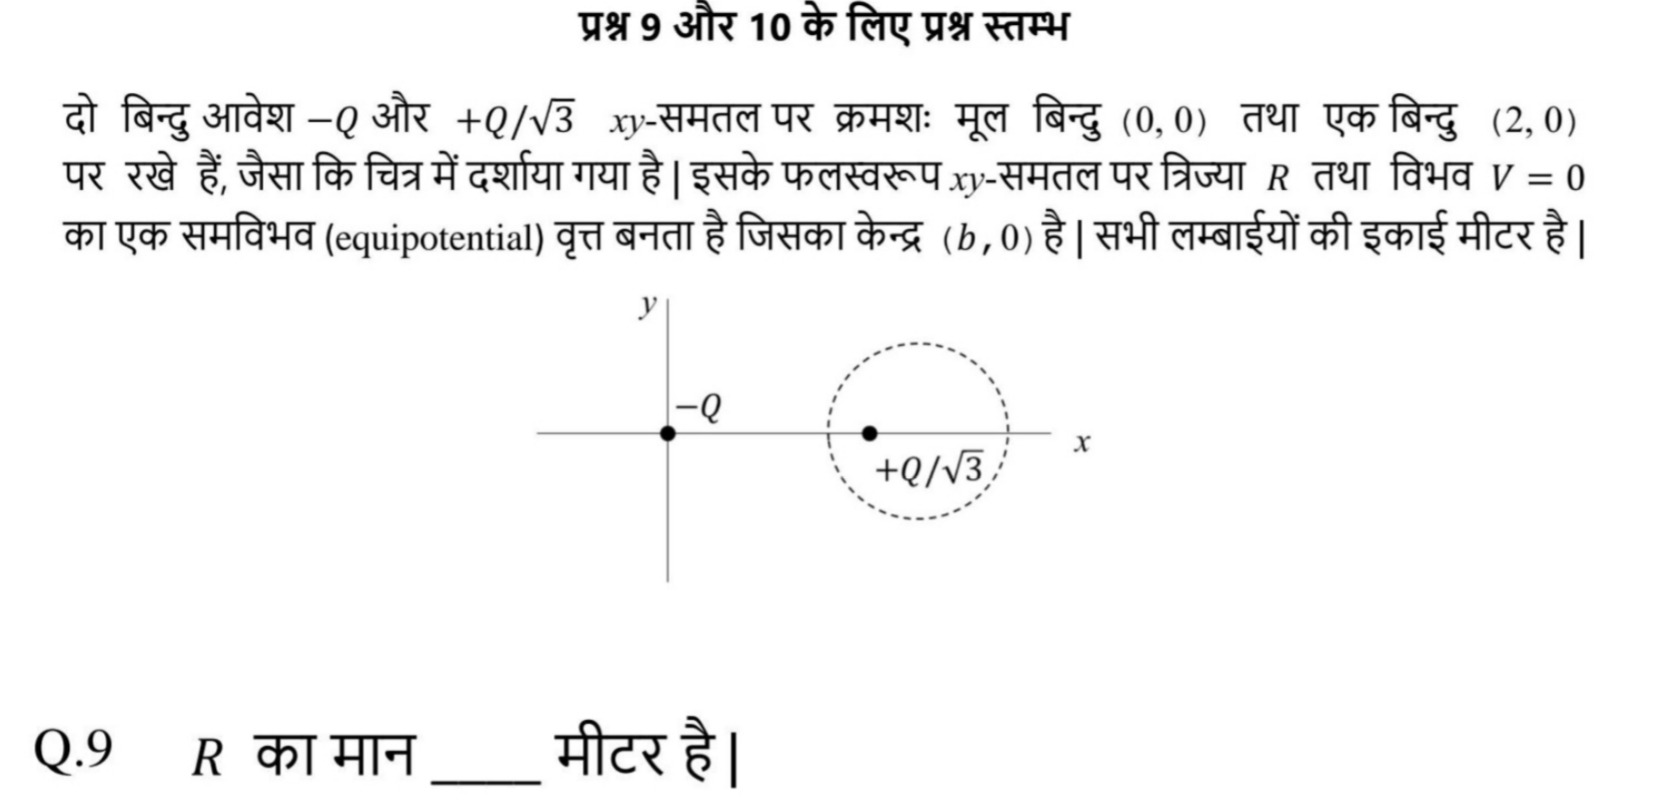 प्रश्न 9 और 10 के लिए प्रश्न स्तम्भ
दो बिन्दु आवेश −Q और +Q/√3 xy-समतल पर क्रमशः मूल बिन्दु (0, 0) तथा एक बिन्दु (2, 0)
पर रखे हैं, जैसा कि चित्र में दर्शाया गया है | इसके फलस्वरूप xy-समतल पर त्रिज्या R तथा विभव V = 0
का एक समविभव (equipotential) वृत्त बनता है जिसका केन्द्र (b, 0) है | सभी लम्बाईयों की इकाई मीटर है |
y
−Q
x
+Q/√3
Q.9 R का मान ____ मीटर है |